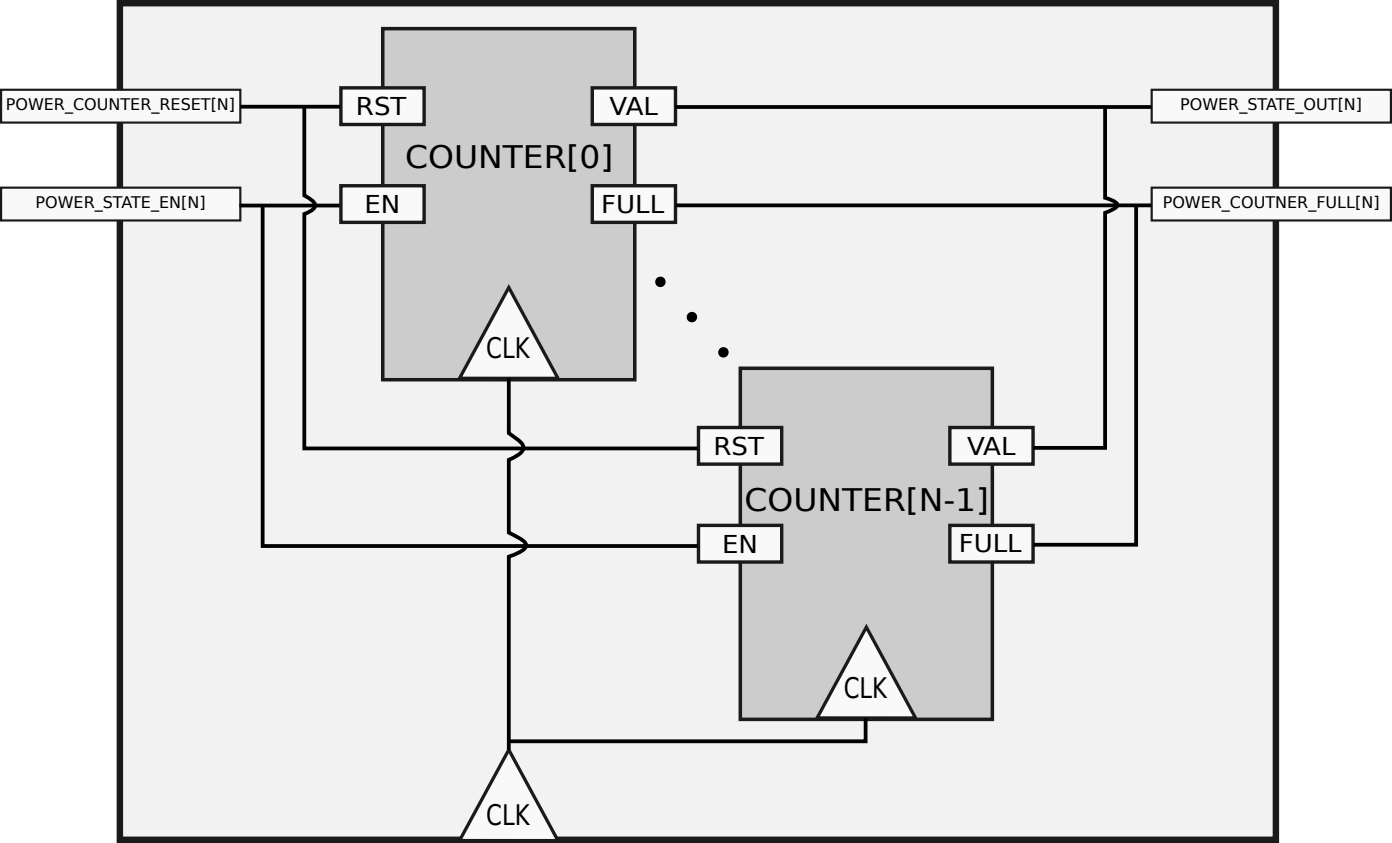 POWER_COUNTER_RESET[N]
RST
VAL
POWER_STATE_OUT[N]
COUNTER[0]
POWER_STATE_EN[N]
EN
FULL
POWER_COUTNER_FULL[N]
CLK
RST
VAL
COUNTER[N-1]
EN
FULL
CLK
CLK